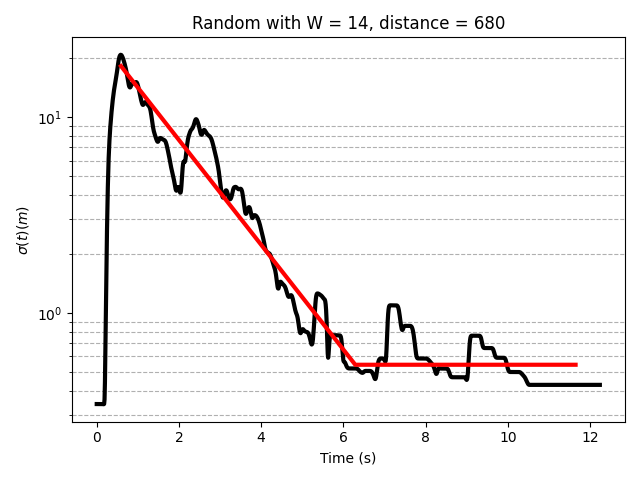 Random with W = 14, distance = 680
10¹
10⁰
σ(t)(m)
0 2 4 6 8 10 12
Time (s)